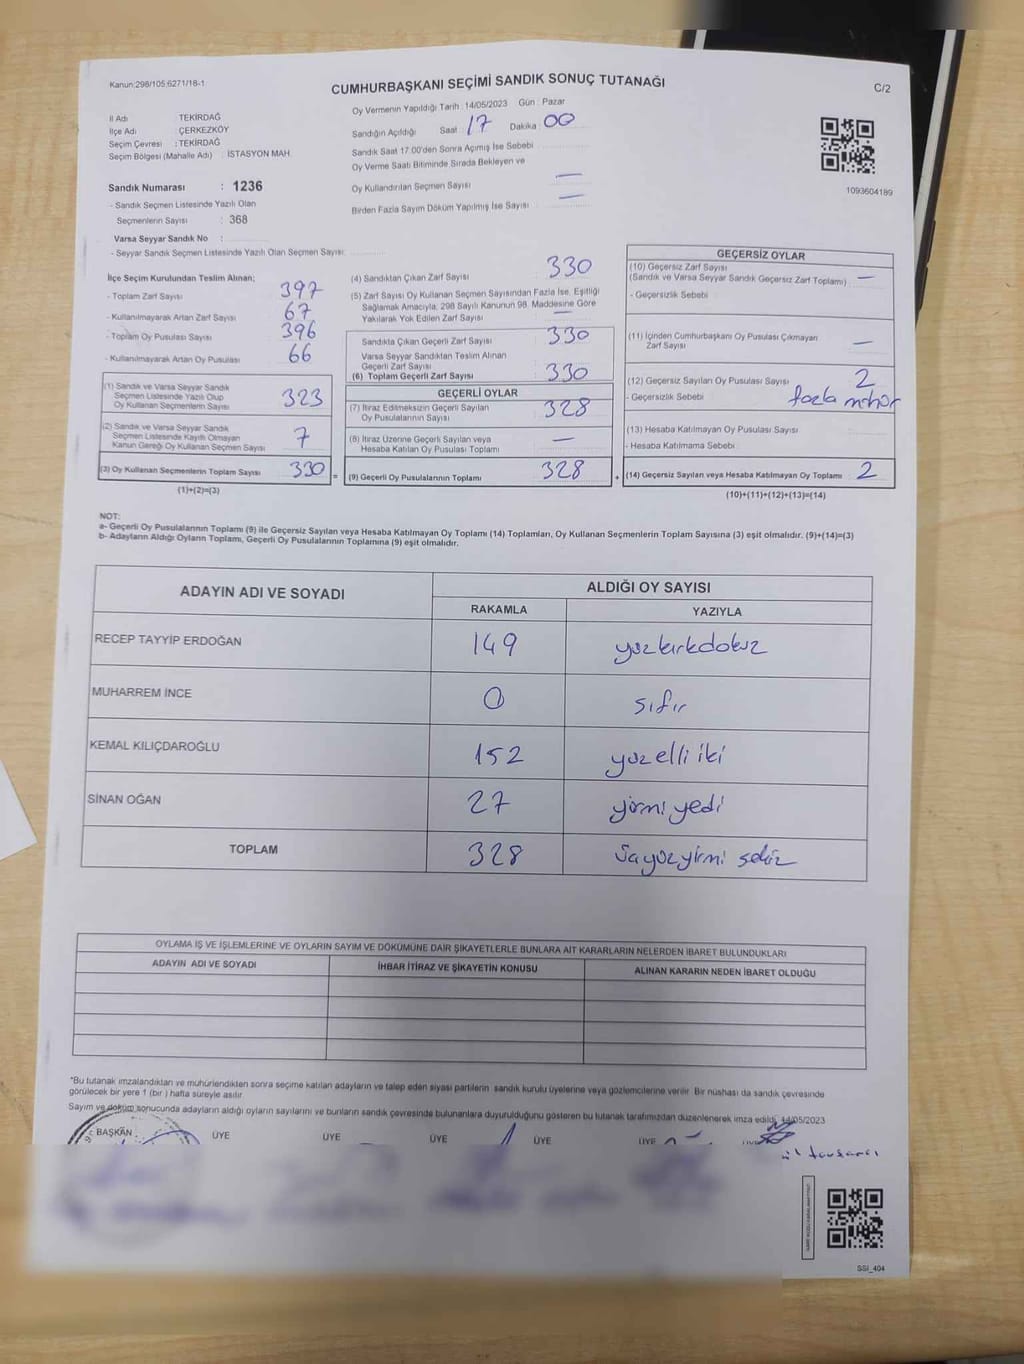 Kanun:298/105,6271/18-1
CUMHURBAŞKANI SEÇİMİ SANDIK SONUÇ TUTANAĞI
C/2
Oy Vermenin Yapıldığı Tarih : 14/05/2023 Gün : Pazar
İl Adı : TEKİRDAĞ
İlçe Adı : ÇERKEZKÖY
Seçim Çevresi : TEKİRDAĞ
Seçim Bölgesi (Mahalle Adı) : İSTASYON MAH.
Sandığın Açıldığı Saat : 17 Dakika : 00
Sandık Saat 17:00'den Sonra Açımış İse Sebebi :
Oy Verme Saati Bitiminde Sırada Bekleyen ve
Oy Kullandırılan Seçmen Sayısı : —
Birden Fazla Sayım Döküm Yapılmış İse Sayısı : —
1093604189
Sandık Numarası : 1236
- Sandık Seçmen Listesinde Yazılı Olan
Seçmenlerin Sayısı : 368
Varsa Seyyar Sandık No :
- Seyyar Sandık Seçmen Listesinde Yazılı Olan Seçmen Sayısı:
İlçe Seçim Kurulundan Teslim Alınan;
- Toplam Zarf Sayısı 397
- Kullanılmayarak Artan Zarf Sayısı 67
- Toplam Oy Pusulası Sayısı 396
- Kullanılmayarak Artan Oy Pusulası 66
(1) Sandık ve Varsa Seyyar Sandık
Seçmen Listesinde Yazılı Olup
Oy Kullanan Seçmenlerin Sayısı 323
(2) Sandık ve Varsa Seyyar Sandık
Seçmen Listesinde Kayıtlı Olmayan
Kanun Gereği Oy Kullanan Seçmen Sayısı 7
(3) Oy Kullanan Seçmenlerin Toplam Sayısı 330 =
(1)+(2)=(3)
(4) Sandıktan Çıkan Zarf Sayısı 330
(5) Zarf Sayısı Oy Kullanan Seçmen Sayısından Fazla İse, Eşitliği
Sağlamak Amacıyla, 298 Sayılı Kanunun 98. Maddesine Göre
Yakılarak Yok Edilen Zarf Sayısı —
Sandıkta Çıkan Geçerli Zarf Sayısı 330
Varsa Seyyar Sandıktan Teslim Alınan
Geçerli Zarf Sayısı
(6) Toplam Geçerli Zarf Sayısı 330
GEÇERLİ OYLAR
(7) İtiraz Edilmeksizin Geçerli Sayılan
Oy Pusulalarının Sayısı 328
(8) İtiraz Üzerine Geçerli Sayılan veya
Hesaba Katılan Oy Pusulası Toplamı —
(9) Geçerli Oy Pusulalarının Toplamı 328 +
GEÇERSİZ OYLAR
(10) Geçersiz Zarf Sayısı
(Sandık ve Varsa Seyyar Sandık Geçersiz Zarf Toplamı) —
- Geçersizlik Sebebi :
(11) İçinden Cumhurbaşkanı Oy Pusulası Çıkmayan
Zarf Sayısı —
(12) Geçersiz Sayılan Oy Pusulası Sayısı 2
- Geçersizlik Sebebi : fazla mühür
(13) Hesaba Katılmayan Oy Pusulası Sayısı
- Hesaba Katılmama Sebebi :
(14) Geçersiz Sayılan veya Hesaba Katılmayan Oy Toplamı 2
(10)+(11)+(12)+(13)=(14)
NOT:
a- Geçerli Oy Pusulalarının Toplamı (9) ile Geçersiz Sayılan veya Hesaba Katılmayan Oy Toplamı (14) Toplamları, Oy Kullanan Seçmenlerin Toplam Sayısına (3) eşit olmalıdır. (9)+(14)=(3)
b- Adayların Aldığı Oyların Toplamı, Geçerli Oy Pusulalarının Toplamına (9) eşit olmalıdır.
ADAYIN ADI VE SOYADI ALDIĞI OY SAYISI
RAKAMLA YAZIYLA
RECEP TAYYİP ERDOĞAN 149 yüzkırkdokuz
MUHARREM İNCE 0 sıfır
KEMAL KILIÇDAROĞLU 152 yüzelli iki
SİNAN OĞAN 27 yirmi yedi
TOPLAM 328 üçyüzyirmi sekiz
OYLAMA İŞ VE İŞLEMLERİNE VE OYLARIN SAYIM VE DÖKÜMÜNE DAİR ŞİKAYETLERLE BUNLARA AİT KARARLARIN NELERDEN İBARET BULUNDUKLARI
ADAYIN ADI VE SOYADI İHBAR İTİRAZ VE ŞİKAYETİN KONUSU ALINAN KARARIN NEDEN İBARET OLDUĞU
*Bu tutanak imzalandıktan ve mühürlendikten sonra seçime katılan adayların ve talep eden siyasi partilerin sandık kurulu üyelerine veya gözlemcilerine verilir. Bir nüshası da sandık çevresinde
görülecek bir yere 1 (bir ) hafta süreyle asılır.
Sayım ve döküm sonucunda adayların aldığı oyların sayılarını ve bunların sandık çevresinde bulunanlara duyurulduğunu gösteren bu tutanak tarafımızdan düzenlenerek imza edildi. 14/05/2023
BAŞKAN ÜYE ÜYE ÜYE ÜYE ÜYE
SSI_404